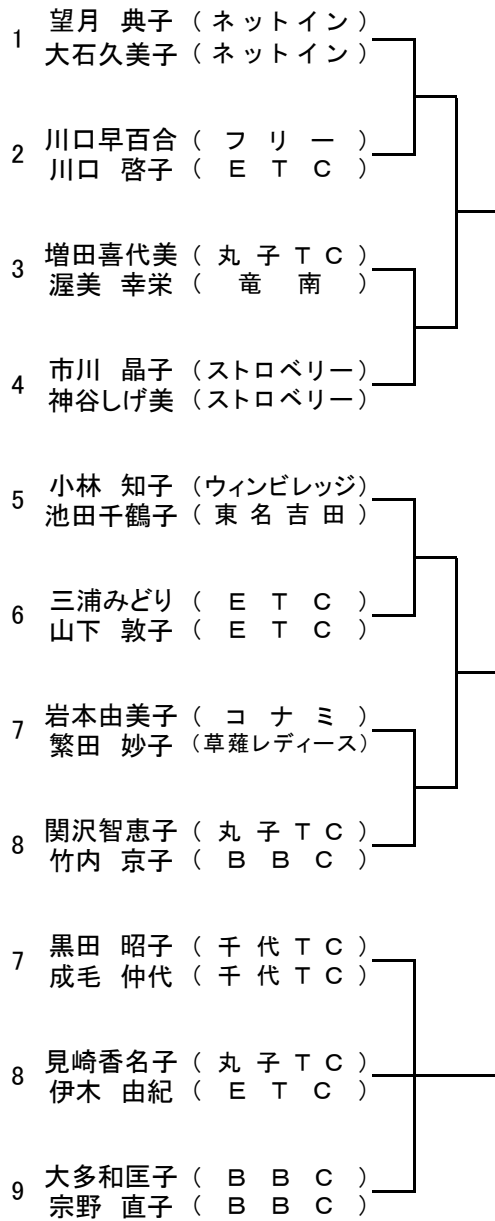 1 望月 典子 (ネットイン)
大石久美子 (ネットイン)
2 川口早百合 (フリー)
川口 啓子 (ETC)
3 増田喜代美 (丸子TC)
渥美 幸栄 (竜南)
4 市川 晶子 (ストロベリー)
神谷しげ美 (ストロベリー)
5 小林 知子 (ウィンビレッジ)
池田千鶴子 (東名吉田)
6 三浦みどり (ETC)
山下 敦子 (ETC)
7 岩本由美子 (コナミ)
繁田 妙子 (草薙レディース)
8 関沢智恵子 (丸子TC)
竹内 京子 (BBC)
7 黒田 昭子 (千代TC)
成毛 仲代 (千代TC)
8 見崎香名子 (丸子TC)
伊木 由紀 (ETC)
9 大多和匡子 (BBC)
宗野 直子 (BBC)